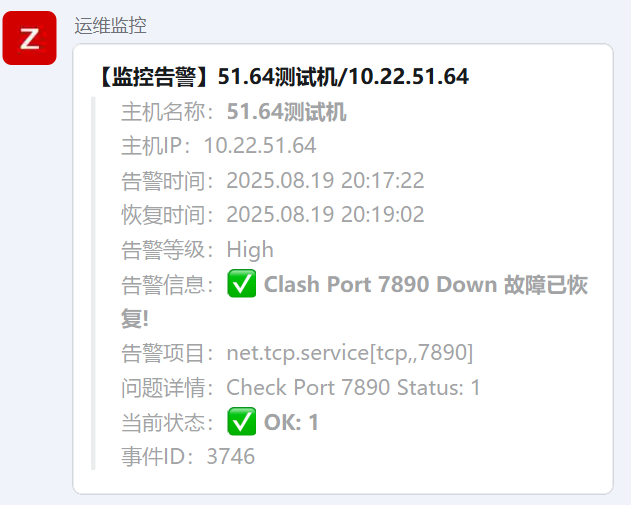 Z
运维监控
【监控告警】51.64测试机/10.22.51.64
主机名称：51.64测试机
主机IP：10.22.51.64
告警时间：2025.08.19 20:17:22
恢复时间：2025.08.19 20:19:02
告警等级：High
告警信息：✅ Clash Port 7890 Down 故障已恢
复!
告警项目：net.tcp.service[tcp,,7890]
问题详情：Check Port 7890 Status: 1
当前状态：✅ OK: 1
事件ID：3746